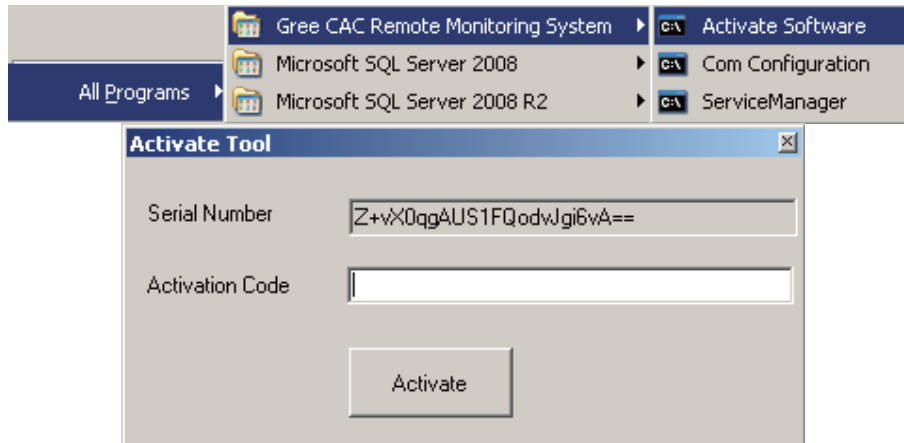 Gree CAC Remote Monitoring System Activate Software
Microsoft SQL Server 2008 Com Configuration
All Programs Microsoft SQL Server 2008 R2 ServiceManager
Activate Tool
Serial Number Z+vX0qgAUS1FQodvJgi6vA==
Activation Code
Activate